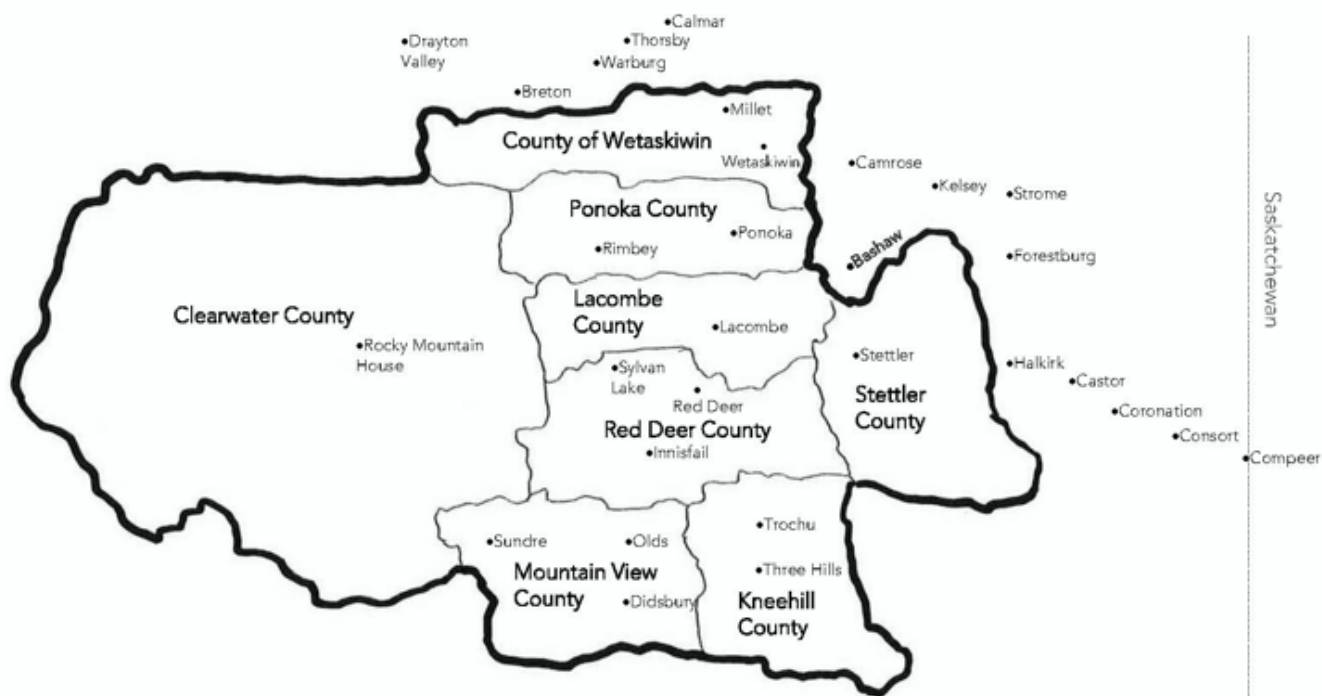 Calmar
Drayton
Valley
Thorsby
Warburg
Breton
Millet
County of Wetaskiwin
Wetaskiwin
Camrose
Kelsey
Strome
Saskatchewan
Ponoka County
Ponoka
Rimbey
Bashaw
Forestburg
Clearwater County
Lacombe
County
Lacombe
Rocky Mountain
House
Stettler
Halkirk
Sylvan
Lake
Castor
Red Deer
Stettler
County
Coronation
Red Deer County
Consort
Innisfail
Compeer
Trochu
Sundre
Olds
Mountain View
County
Three Hills
Didsbury
Kneehill
County